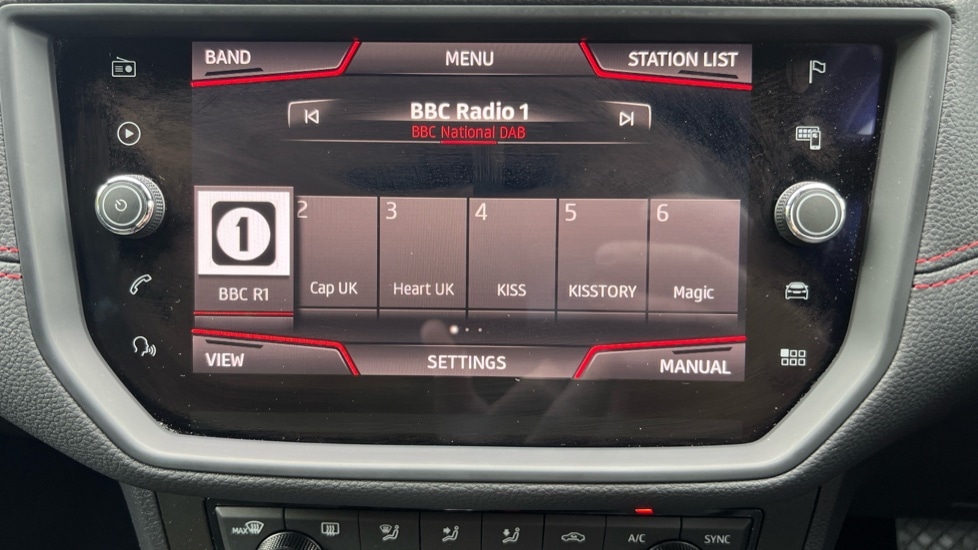 BAND MENU STATION LIST
BBC Radio 1
BBC National DAB
1
2 3 4 5 6
BBC R1 Cap UK Heart UK KISS KISSTORY Magic
VIEW SETTINGS MANUAL
MAX A/C SYNC